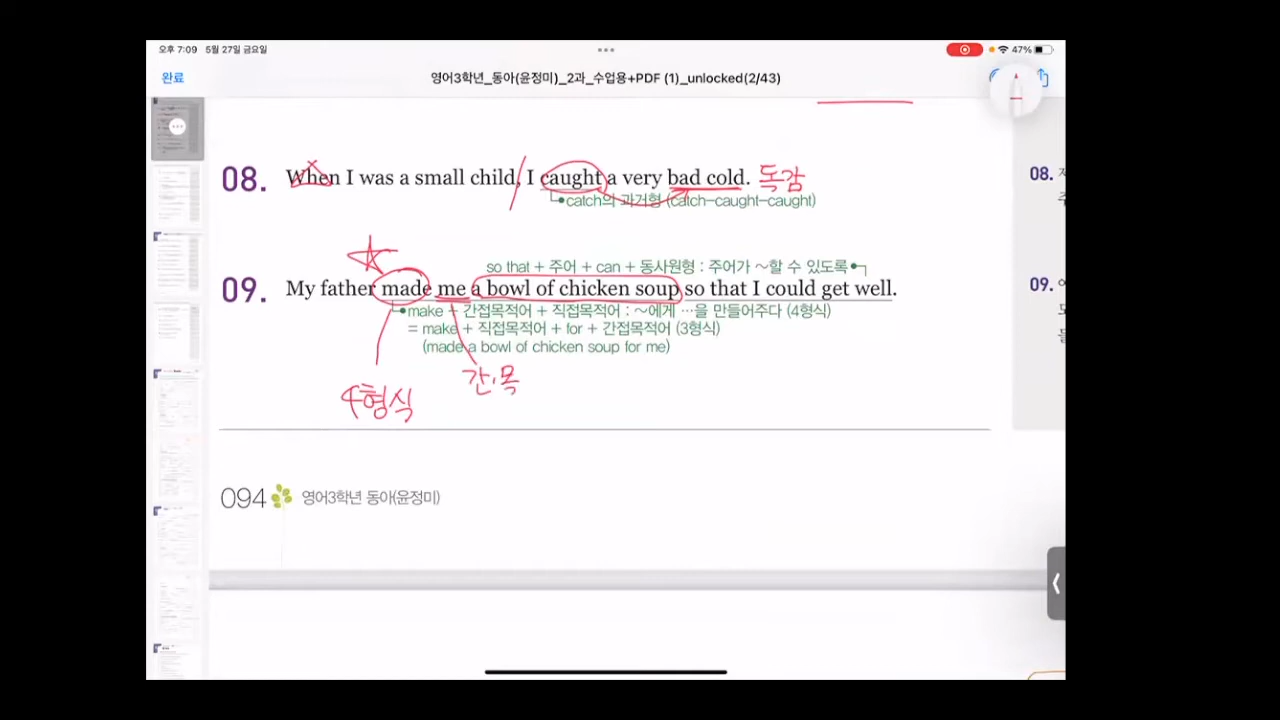 오후 7:09 5월 27일 금요일
47%
완료
영어3학년_동아(윤정미)_2과_수업용+PDF (1)_unlocked(2/43)
08. When I was a small child, I caught a very bad cold. 독감
catch의 과거형 (catch-caught-caught)
so that + 주어 + can + 동사원형 : 주어가 ~할 수 있도록
09. My father made me a bowl of chicken soup so that I could get well.
make + 간접목적어 + 직접목적어 : ~에게 …을 만들어주다 (4형식)
= make + 직접목적어 + for + 간접목적어 (3형식)
(made a bowl of chicken soup for me)
4형식
간·목
094 영어3학년 동아(윤정미)
08.
09.